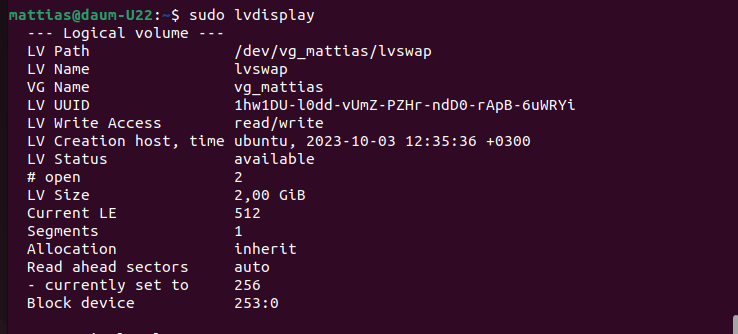 mattias@daum-U22:~$ sudo lvdisplay
--- Logical volume ---
LV Path                /dev/vg_mattias/lvswap
LV Name                lvswap
VG Name                vg_mattias
LV UUID                1hw1DU-l0dd-vUmZ-PZHr-ndD0-rApB-6uWRYi
LV Write Access        read/write
LV Creation host, time ubuntu, 2023-10-03 12:35:36 +0300
LV Status              available
# open                 2
LV Size                2,00 GiB
Current LE             512
Segments               1
Allocation             inherit
Read ahead sectors     auto
- currently set to     256
Block device           253:0